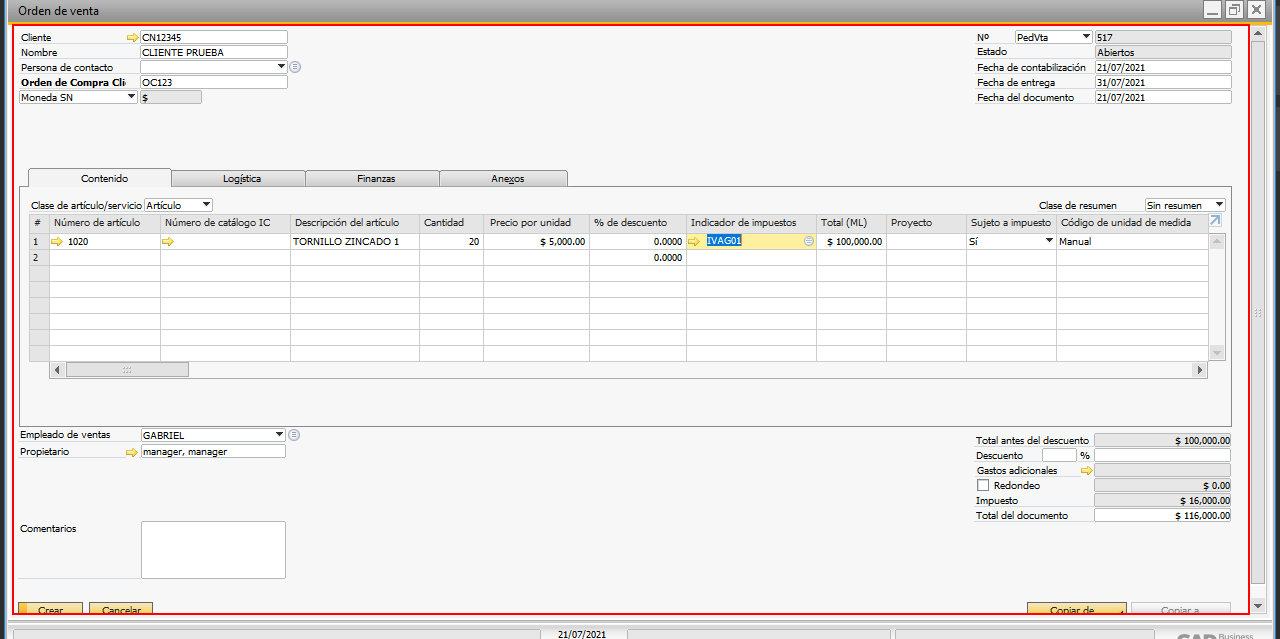 Orden de venta
Cliente CN12345 Nº PedVta 517
Nombre CLIENTE PRUEBA Estado Abiertos
Persona de contacto Fecha de contabilización 21/07/2021
Orden de Compra Cli OC123 Fecha de entrega 31/07/2021
Moneda SN $ Fecha del documento 21/07/2021
Contenido Logística Finanzas Anexos
Clase de artículo/servicio Artículo Clase de resumen Sin resumen
# Número de artículo Número de catálogo IC Descripción del artículo Cantidad Precio por unidad % de descuento Indicador de impuestos Total (ML) Proyecto Sujeto a impuesto Código de unidad de medida
1 1020 TORNILLO ZINCADO 1 20 $ 5,000.00 0.0000 IVAG01 $ 100,000.00 Sí Manual
2 0.0000
Empleado de ventas GABRIEL Total antes del descuento $ 100,000.00
Propietario manager, manager Descuento %
Gastos adicionales
Redondeo $ 0.00
Impuesto $ 16,000.00
Comentarios Total del documento $ 116,000.00
Crear Cancelar Copiar de Copiar a
21/07/2021 Business